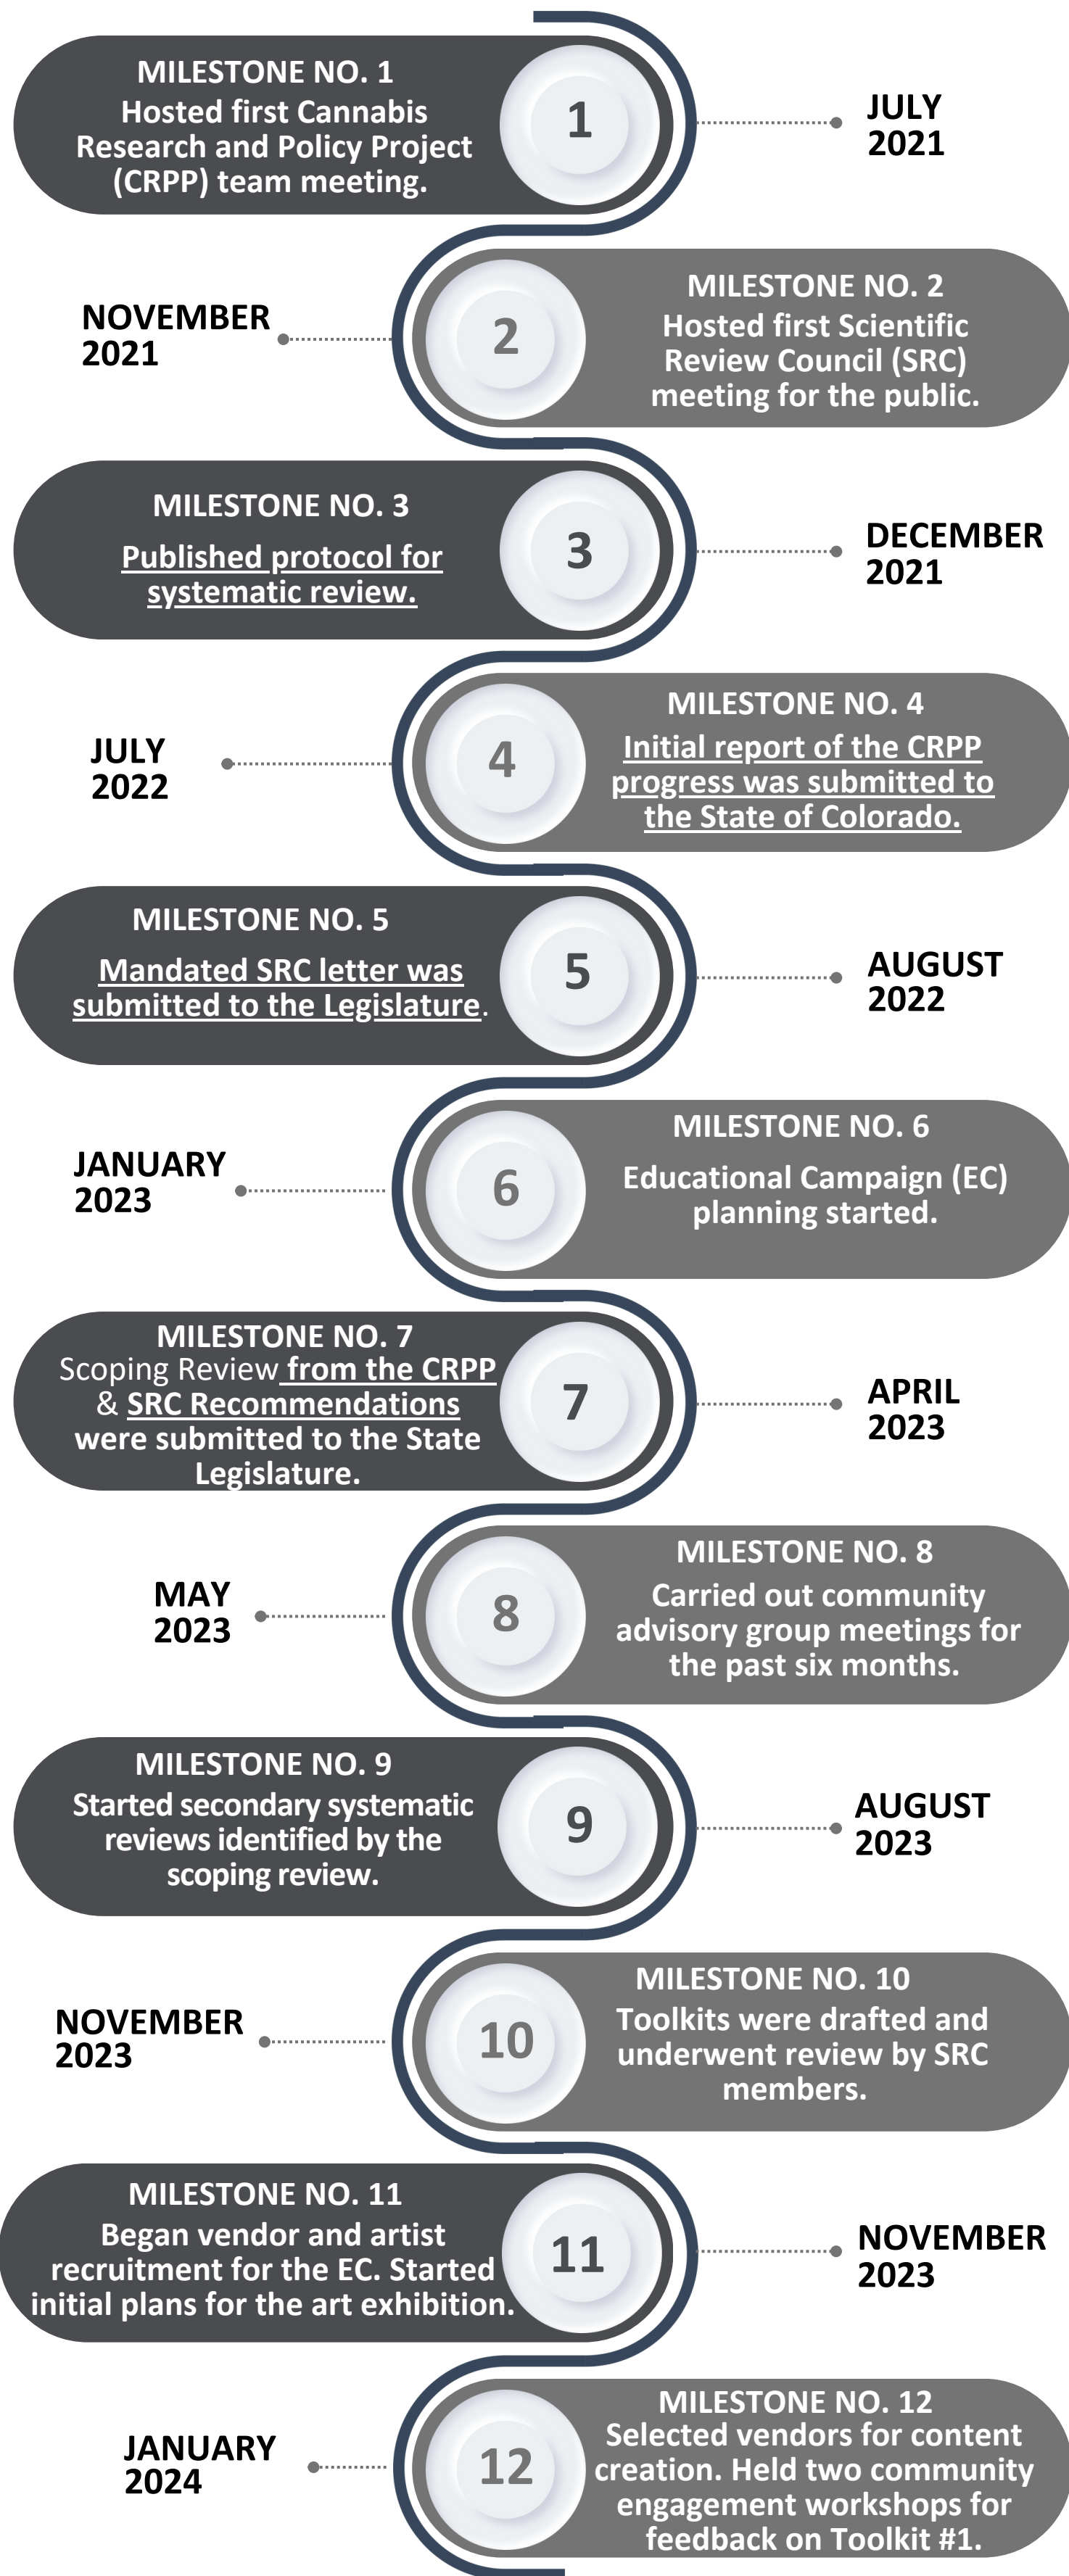 MILESTONE NO. 1
Hosted first Cannabis
Research and Policy Project
(CRPP) team meeting.
1
JULY
2021
NOVEMBER
2021
2
MILESTONE NO. 2
Hosted first Scientific
Review Council (SRC)
meeting for the public.
MILESTONE NO. 3
Published protocol for
systematic review.
3
DECEMBER
2021
JULY
2022
4
MILESTONE NO. 4
Initial report of the CRPP
progress was submitted to
the State of Colorado.
MILESTONE NO. 5
Mandated SRC letter was
submitted to the Legislature.
5
AUGUST
2022
JANUARY
2023
6
MILESTONE NO. 6
Educational Campaign (EC)
planning started.
MILESTONE NO. 7
Scoping Review from the CRPP
& SRC Recommendations
were submitted to the State
Legislature.
7
APRIL
2023
MAY
2023
8
MILESTONE NO. 8
Carried out community
advisory group meetings for
the past six months.
MILESTONE NO. 9
Started secondary systematic
reviews identified by the
scoping review.
9
AUGUST
2023
NOVEMBER
2023
10
MILESTONE NO. 10
Toolkits were drafted and
underwent review by SRC
members.
MILESTONE NO. 11
Began vendor and artist
recruitment for the EC. Started
initial plans for the art exhibition.
11
NOVEMBER
2023
JANUARY
2024
12
MILESTONE NO. 12
Selected vendors for content
creation. Held two community
engagement workshops for
feedback on Toolkit #1.